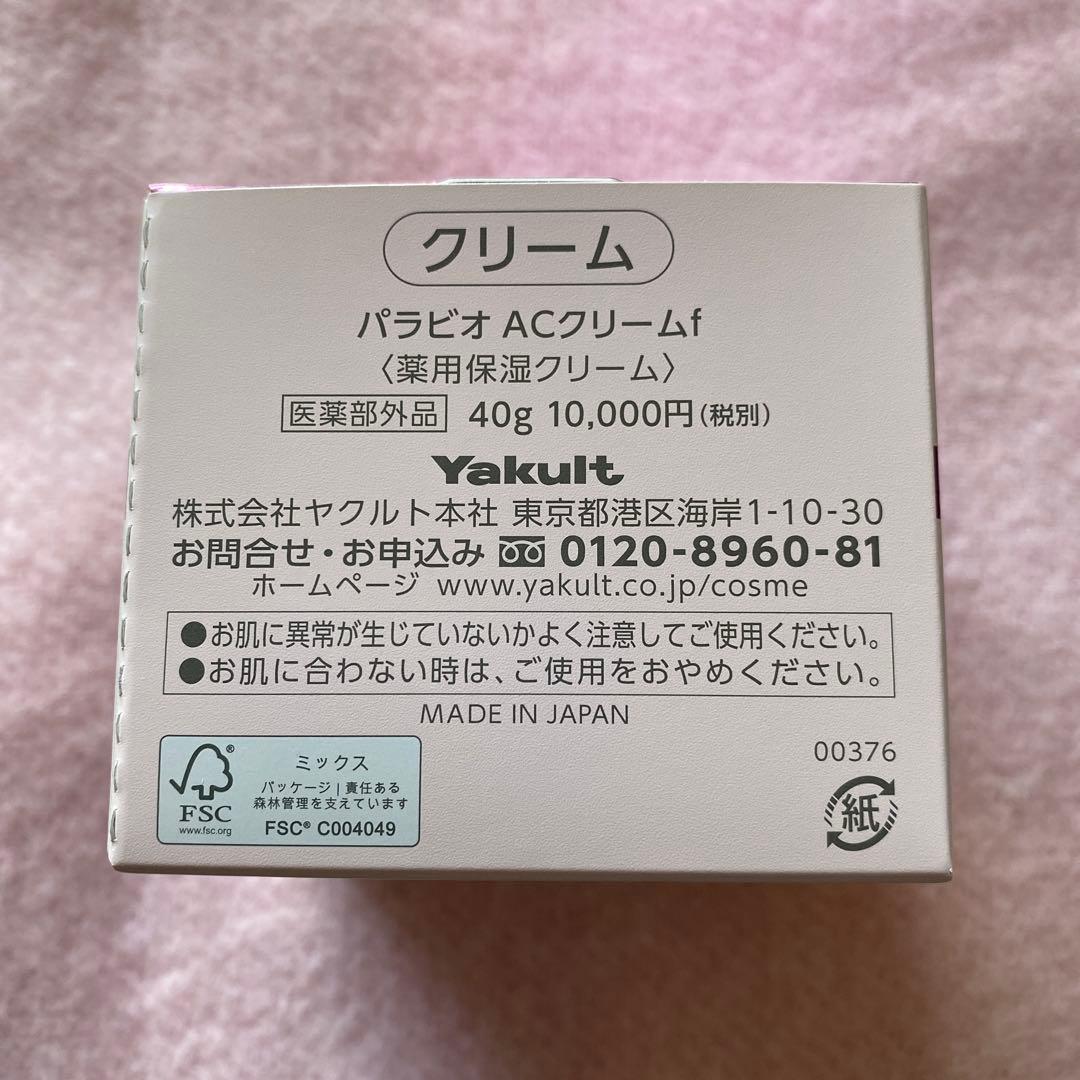 クリーム
パラビオ ACクリームf
〈薬用保湿クリーム〉
医薬部外品 40g 10,000円(税別)
Yakult
株式会社ヤクルト本社 東京都港区海岸1-10-30
お問合せ・お申込み 0120-8960-81
ホームページ www.yakult.co.jp/cosme
●お肌に異常が生じていないかよく注意してご使用ください。
●お肌に合わない時は、ご使用をおやめください。
MADE IN JAPAN
00376
紙
FSC®
www.fsc.org
ミックス
パッケージ|責任ある
森林管理を支えています
FSC® C004049